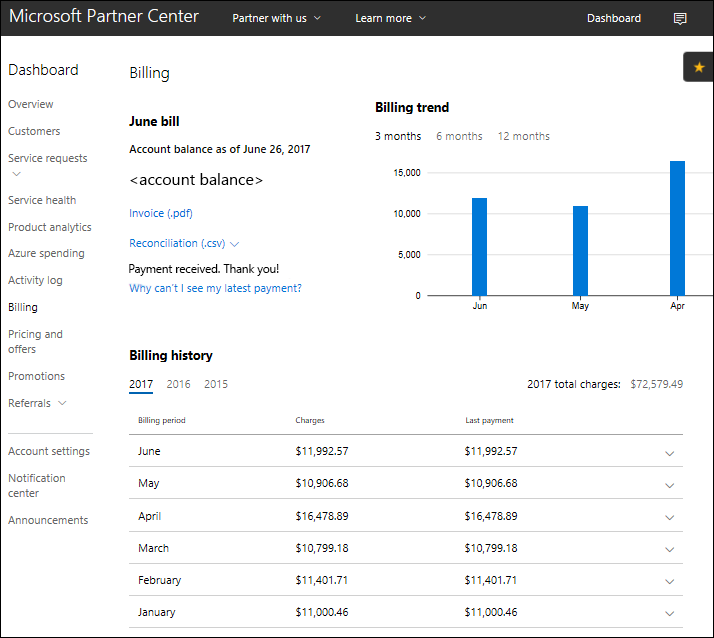 Microsoft Partner Center
Partner with us
Learn more
Dashboard
Dashboard
Overview
Customers
Service requests
Service health
Product analytics
Azure spending
Activity log
Billing
Pricing and
offers
Promotions
Referrals
Account settings
Notification
center
Announcements
Billing
June bill
Account balance as of June 26, 2017
<account balance>
Invoice (.pdf)
Reconciliation (.csv)
Payment received. Thank you!
Why can't I see my latest payment?
Billing trend
3 months 6 months 12 months
15,000
10,000
5,000
0
Jun May Apr
Billing history
2017 2016 2015
2017 total charges: $72,579.49
Billing period Charges Last payment
June $11,992.57 $11,992.57
May $10,906.68 $10,906.68
April $16,478.89 $16,478.89
March $10,799.18 $10,799.18
February $11,401.71 $11,401.71
January $11,000.46 $11,000.46